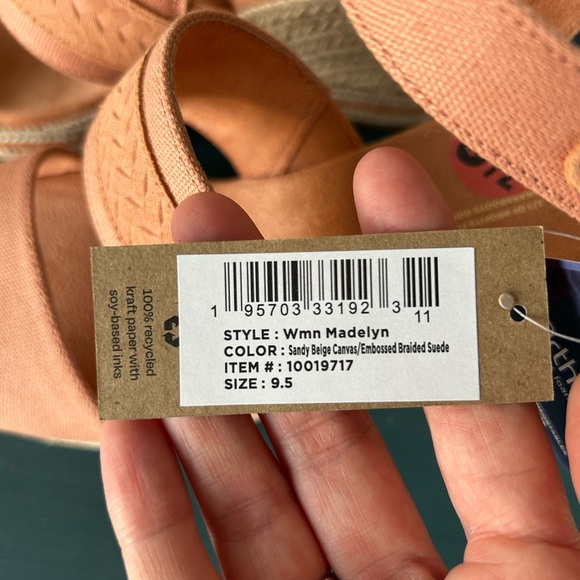 1 95703 33192 3 11
STYLE : Wmn Madelyn
COLOR : Sandy Beige Canvas/Embossed Braided Suede
ITEM # : 10019717
SIZE : 9.5
100% recycled
kraft paper with
soy-based inks